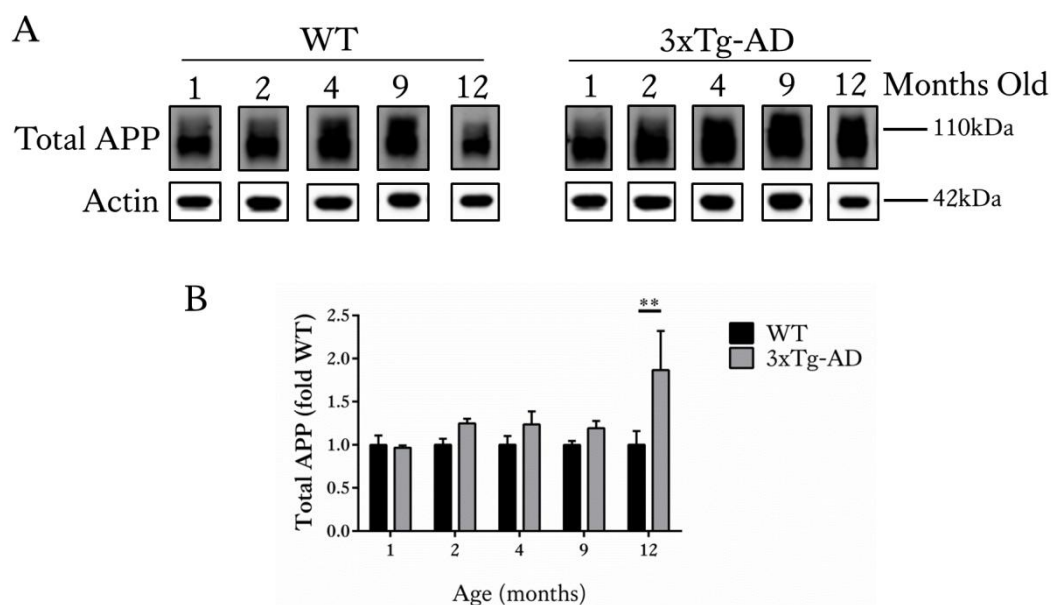 A
WT 3xTg-AD
1 2 4 9 12 1 2 4 9 12 Months Old
Total APP 110kDa
Actin 42kDa
B
**
2.5
2.0
1.5
1.0
0.5
0.0
Total APP (fold WT)
WT
3xTg-AD
1 2 4 9 12
Age (months)